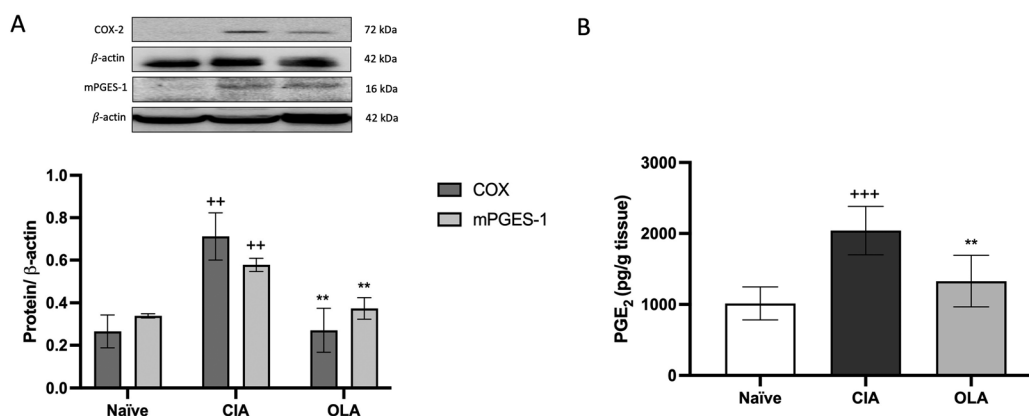 A
COX-2 72 kDa
β-actin 42 kDa
mPGES-1 16 kDa
β-actin 42 kDa
Protein/ β-actin
1.0
0.8
0.6
0.4
0.2
0.0
++
++
**
**
Naïve CIA OLA
COX
mPGES-1
B
PGE2 (pg/g tissue)
3000
2000
1000
0
+++
**
Naïve CIA OLA